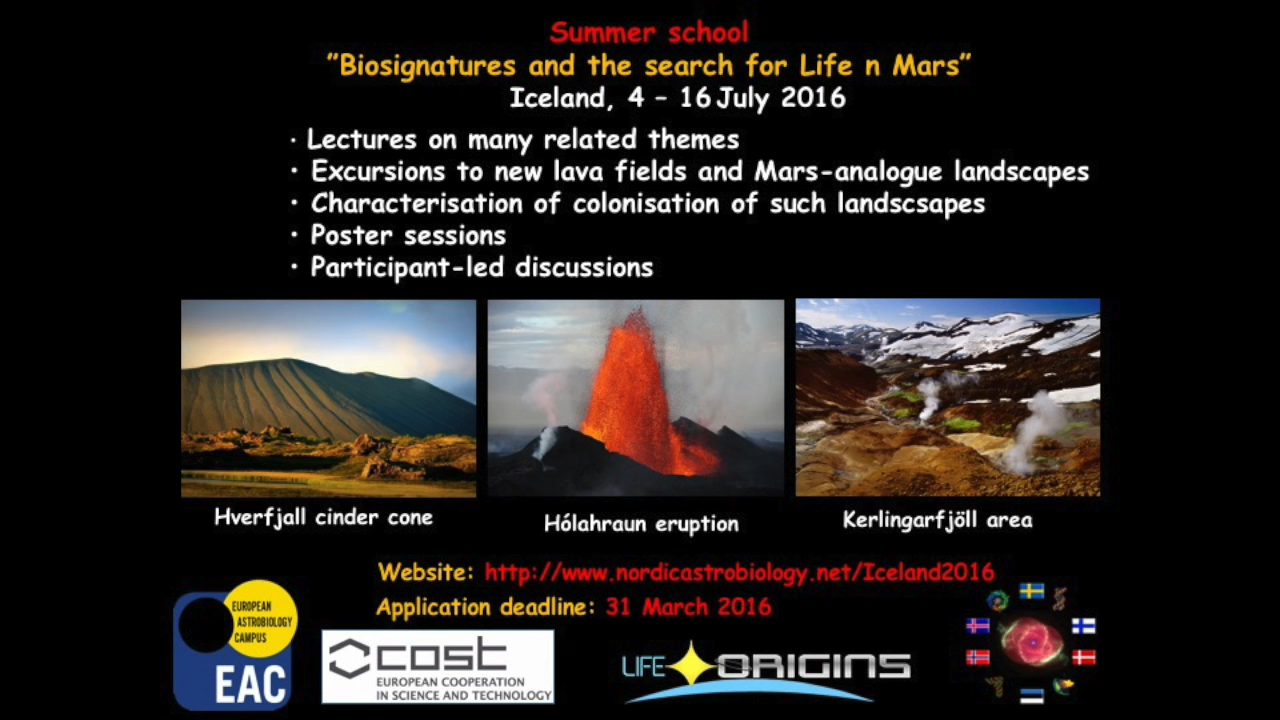 Summer school
”Biosignatures and the search for Life n Mars”
Iceland, 4 – 16 July 2016
· Lectures on many related themes
· Excursions to new lava fields and Mars-analogue landscapes
· Characterisation of colonisation of such landscsapes
· Poster sessions
· Participant-led discussions
Hverfjall cinder cone
Hólahraun eruption
Kerlingarfjöll area
Website: http://www.nordicastrobiology.net/Iceland2016
Application deadline: 31 March 2016
EUROPEAN
ASTROBIOLOGY
CAMPUS
EAC
cost
EUROPEAN COOPERATION
IN SCIENCE AND TECHNOLOGY
LIFE ORIGINS